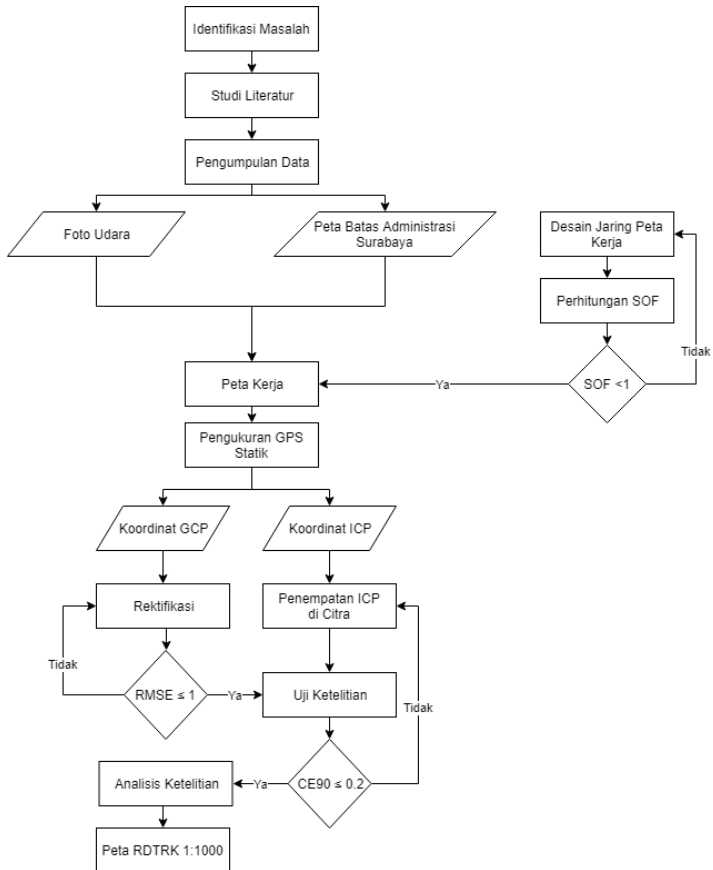 Identifikasi Masalah
Studi Literatur
Pengumpulan Data
Foto Udara
Peta Batas Administrasi
Surabaya
Desain Jaring Peta
Kerja
Perhitungan SOF
SOF <1
Tidak
Ya
Peta Kerja
Pengukuran GPS
Statik
Koordinat GCP
Koordinat ICP
Rektifikasi
Penempatan ICP
di Citra
Tidak
RMSE ≤ 1
Ya
Uji Ketelitian
Tidak
CE90 ≤ 0.2
Ya
Analisis Ketelitian
Peta RDTRK 1:1000